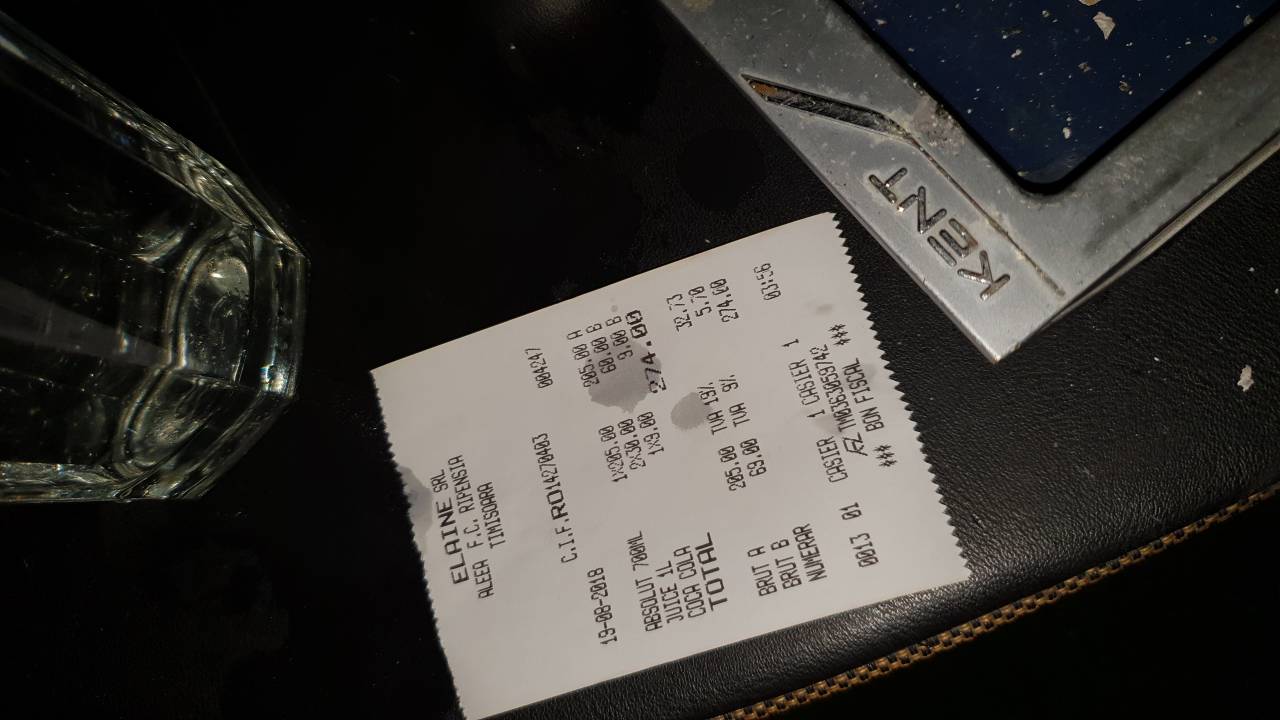 KENT
ELAINE SRL
ALEEA F.C. RIPENSIA
TIMISOARA
C.I.F.RO14270403
19-08-2018 004247
ABSOLUT 700ML 1x205.00 205.00 A
JUICE 1L 2x30.00 60.00 B
COCA COLA 1x9.00 9.00 B
TOTAL 274.00
BRUT A 205.00 TVA 19% 32.73
BRUT B 69.00 TVA 9% 5.70
NUMERAR 274.00
0013 01 CASIER 1 CASIER 1 03:56
*** BON FISCAL ***